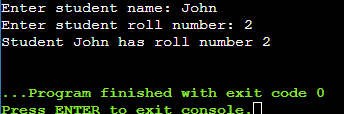 Enter student name: John
Enter student roll number: 2
Student John has roll number 2
...Program finished with exit code 0
Press ENTER to exit console.